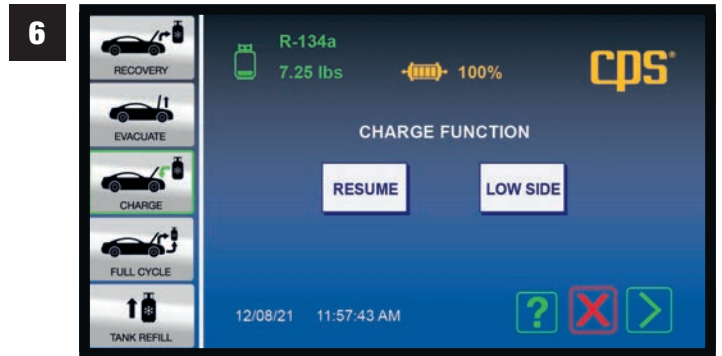 6
RECOVERY
EVACUATE
CHARGE
FULL CYCLE
TANK REFILL
R-134a
7.25 lbs
100%
cps®
CHARGE FUNCTION
RESUME
LOW SIDE
12/08/21 11:57:43 AM
?